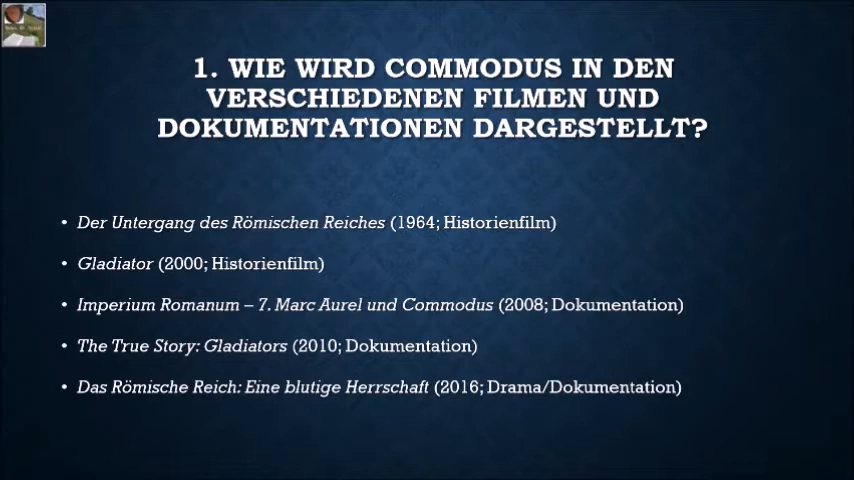 1. WIE WIRD COMMODUS IN DEN
VERSCHIEDENEN FILMEN UND
DOKUMENTATIONEN DARGESTELLT?
• Der Untergang des Römischen Reiches (1964; Historienfilm)
• Gladiator (2000; Historienfilm)
• Imperium Romanum – 7. Marc Aurel und Commodus (2008; Dokumentation)
• The True Story: Gladiators (2010; Dokumentation)
• Das Römische Reich: Eine blutige Herrschaft (2016; Drama/Dokumentation)